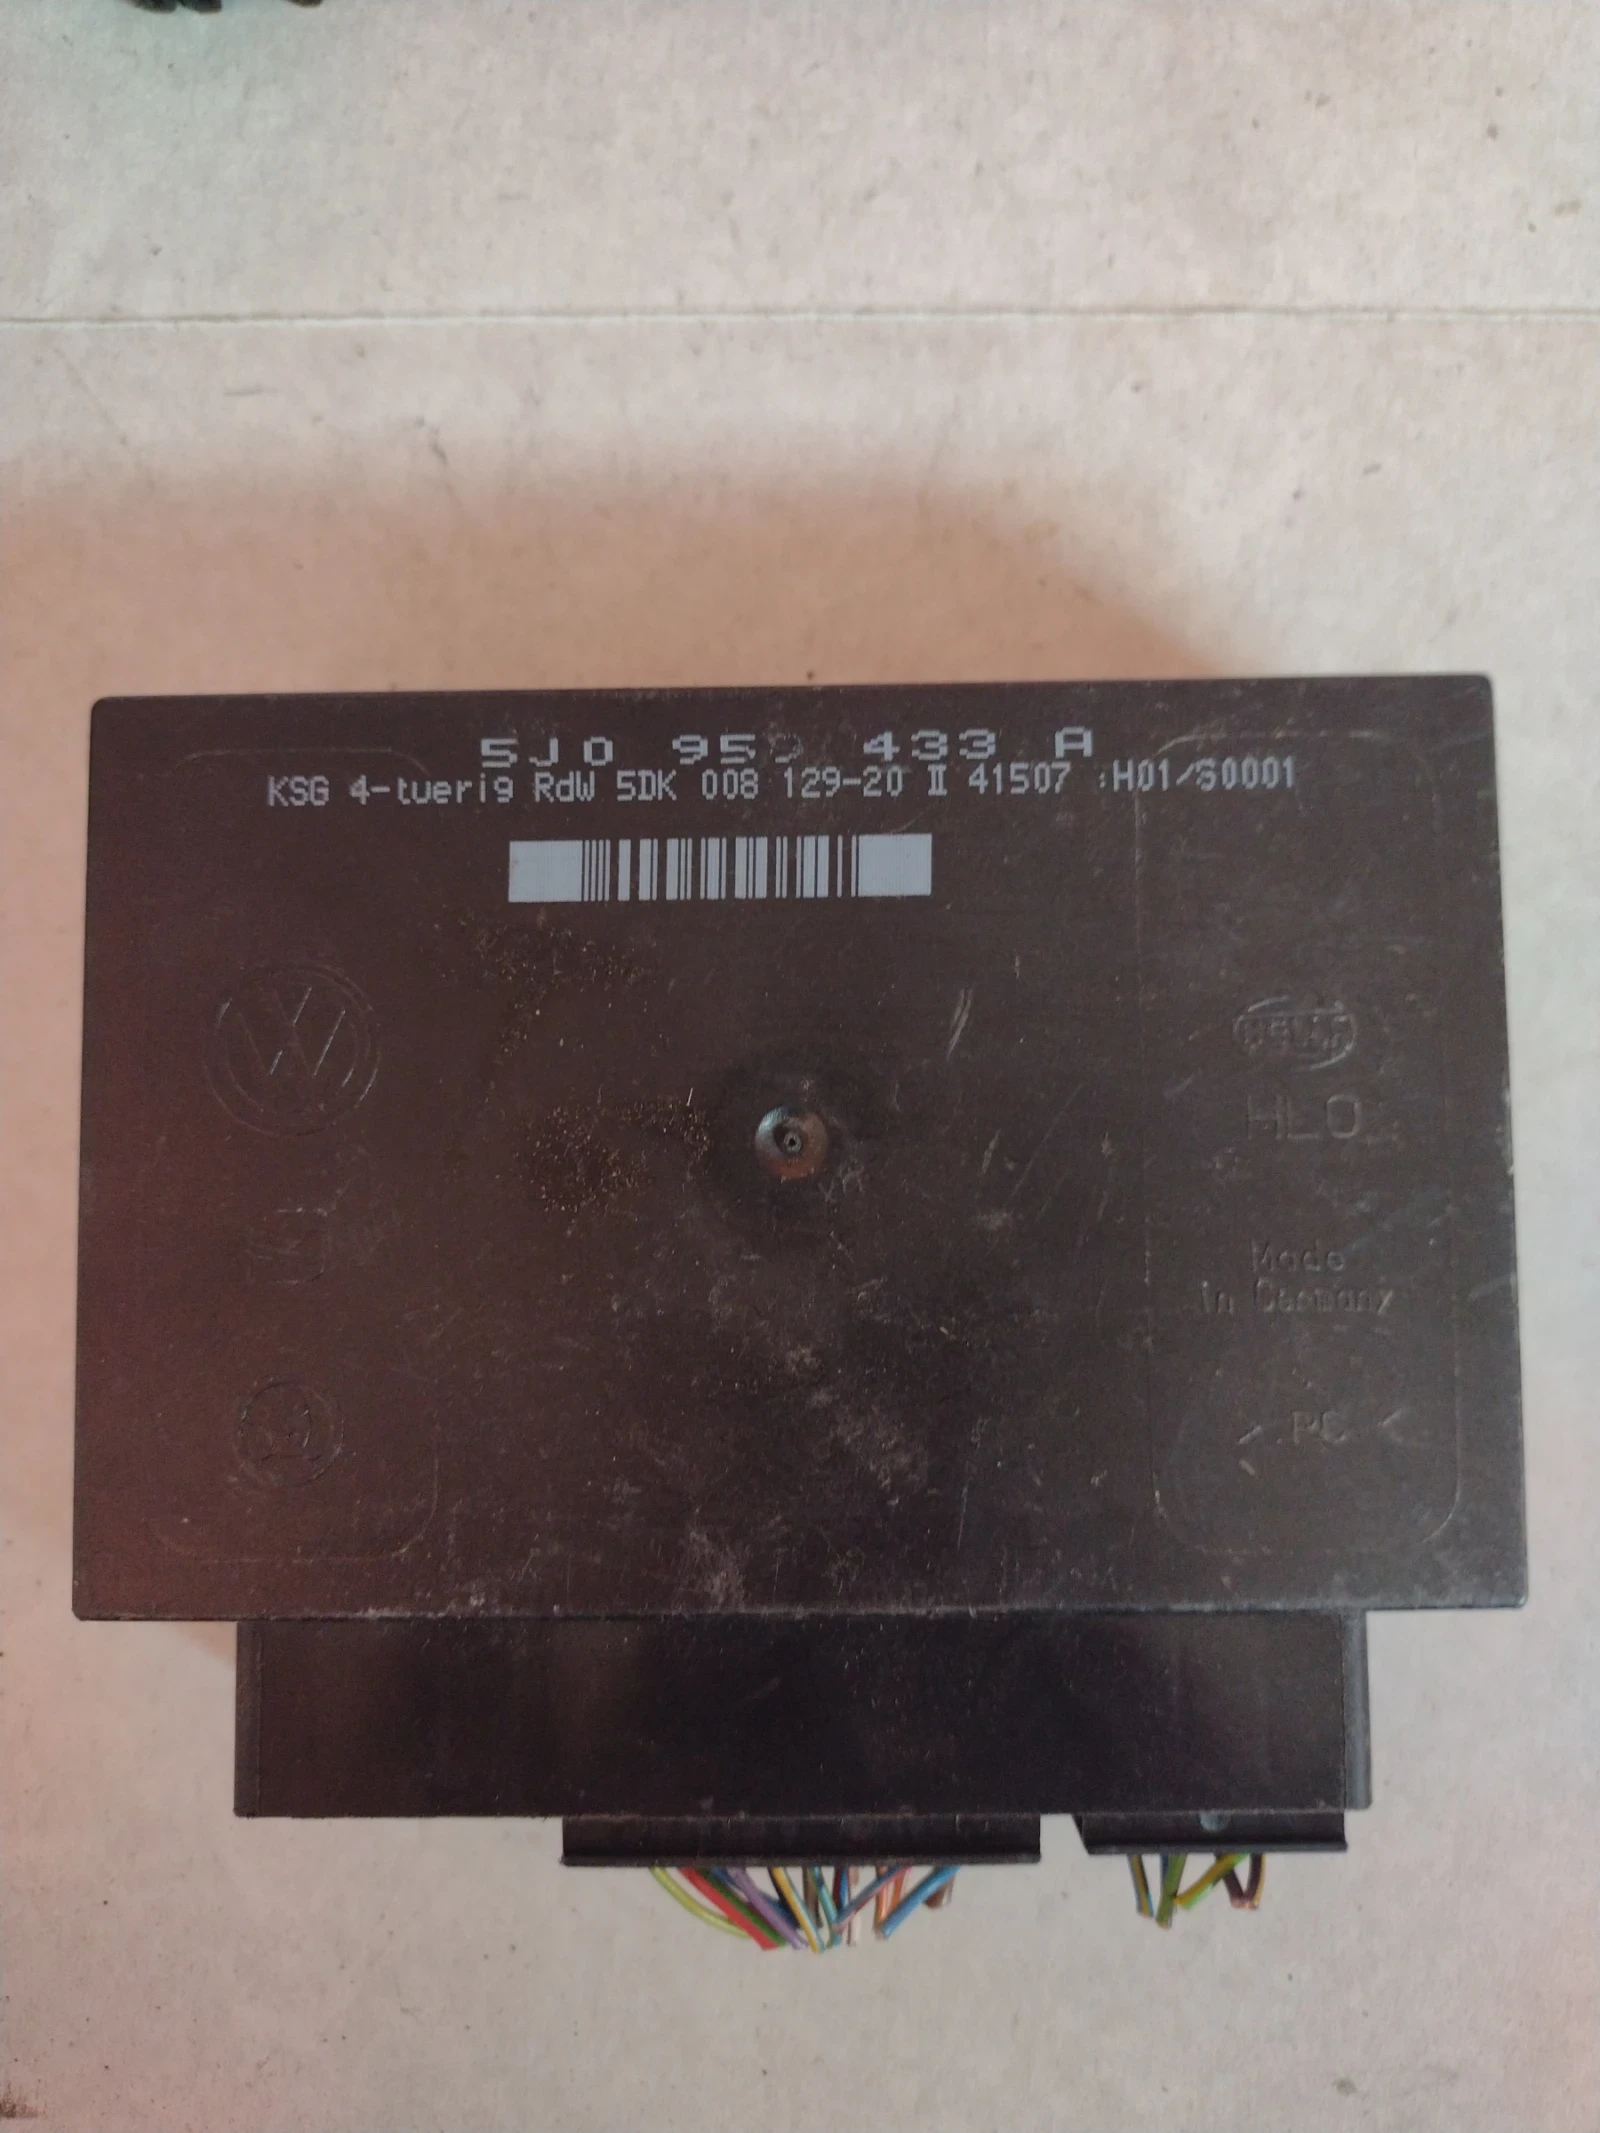 5J0 959 433 A
KSG 4-tuerig RdW 5DK 008 129-20 II 41507 :H01/S0001
HELLA
HLO
Made
in Germany
> PC <